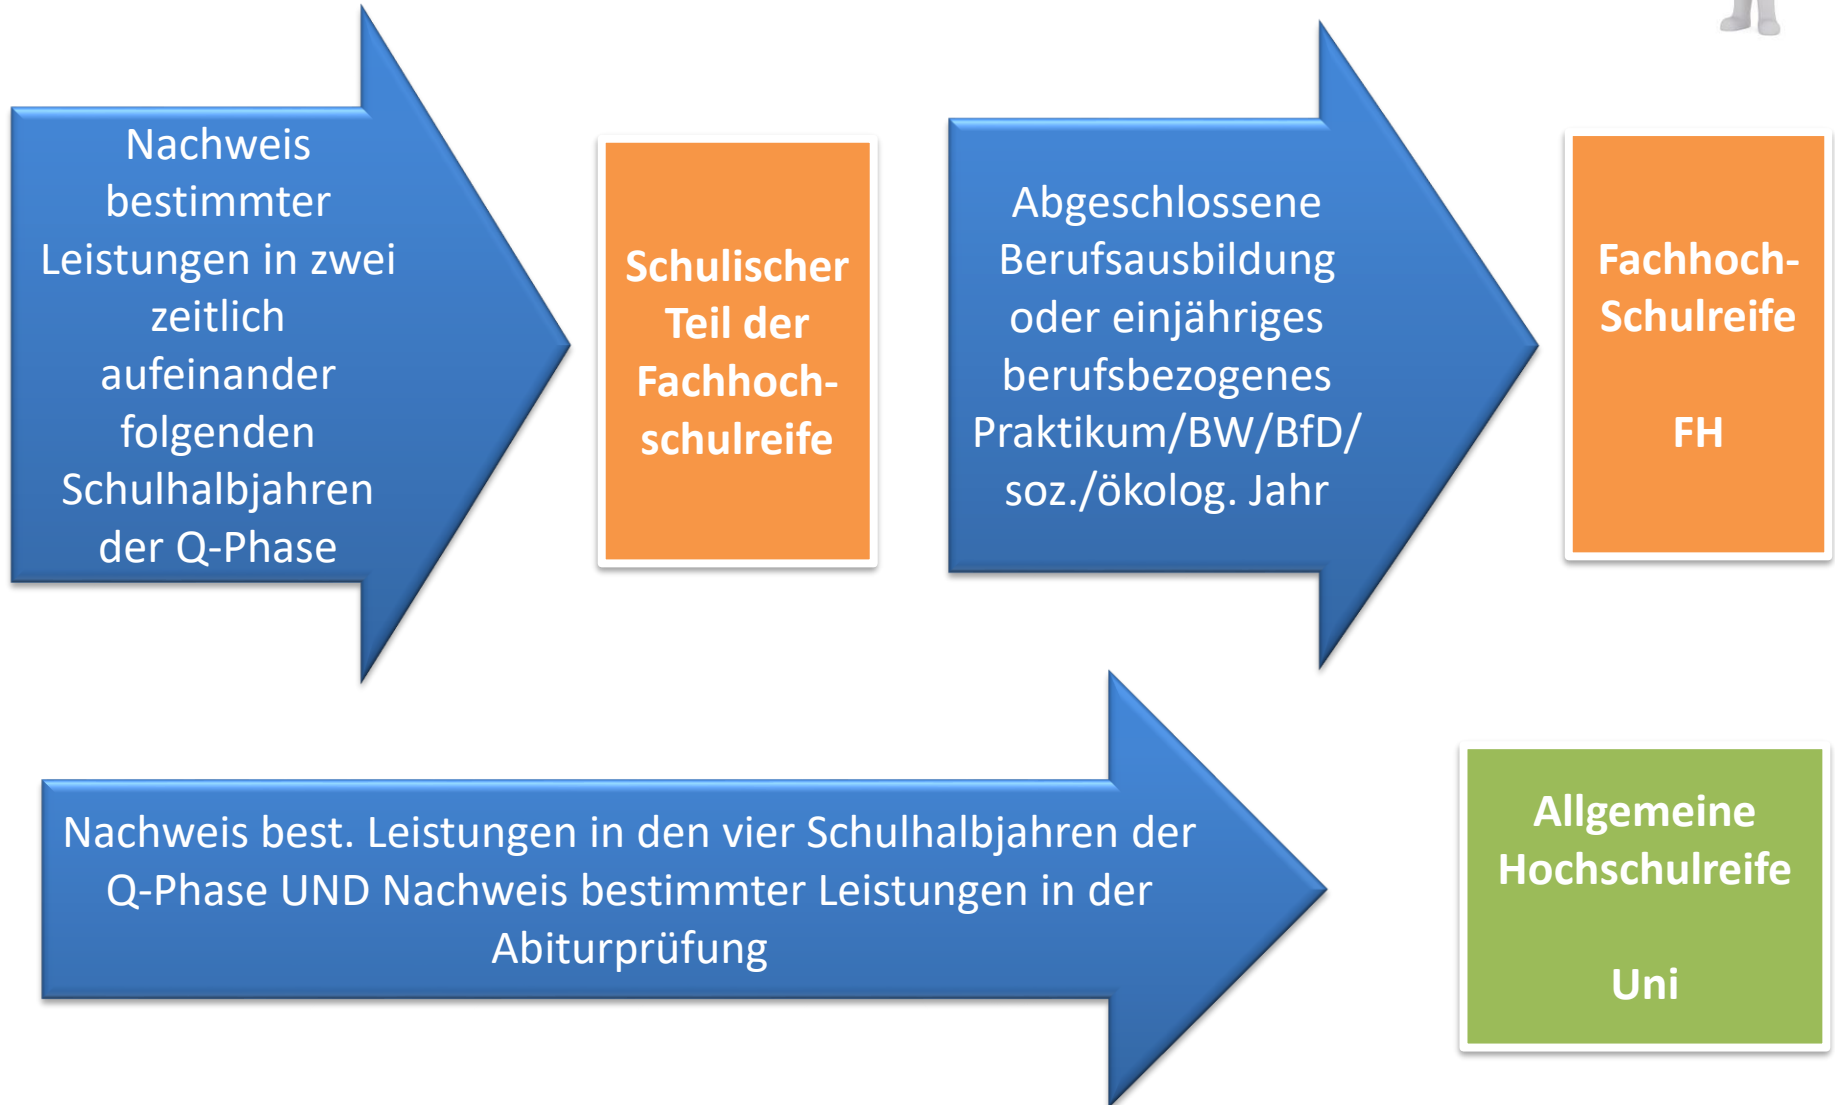 Nachweis
bestimmter
Leistungen in zwei
zeitlich
aufeinander
folgenden
Schulhalbjahren
der Q-Phase
Schulischer
Teil der
Fachhoch-
schulreife
Abgeschlossene
Berufsausbildung
oder einjähriges
berufsbezogenes
Praktikum/BW/BfD/
soz./ökolog. Jahr
Fachhoch-
Schulreife
FH
Nachweis best. Leistungen in den vier Schulhalbjahren der
Q-Phase UND Nachweis bestimmter Leistungen in der
Abiturprüfung
Allgemeine
Hochschulreife
Uni